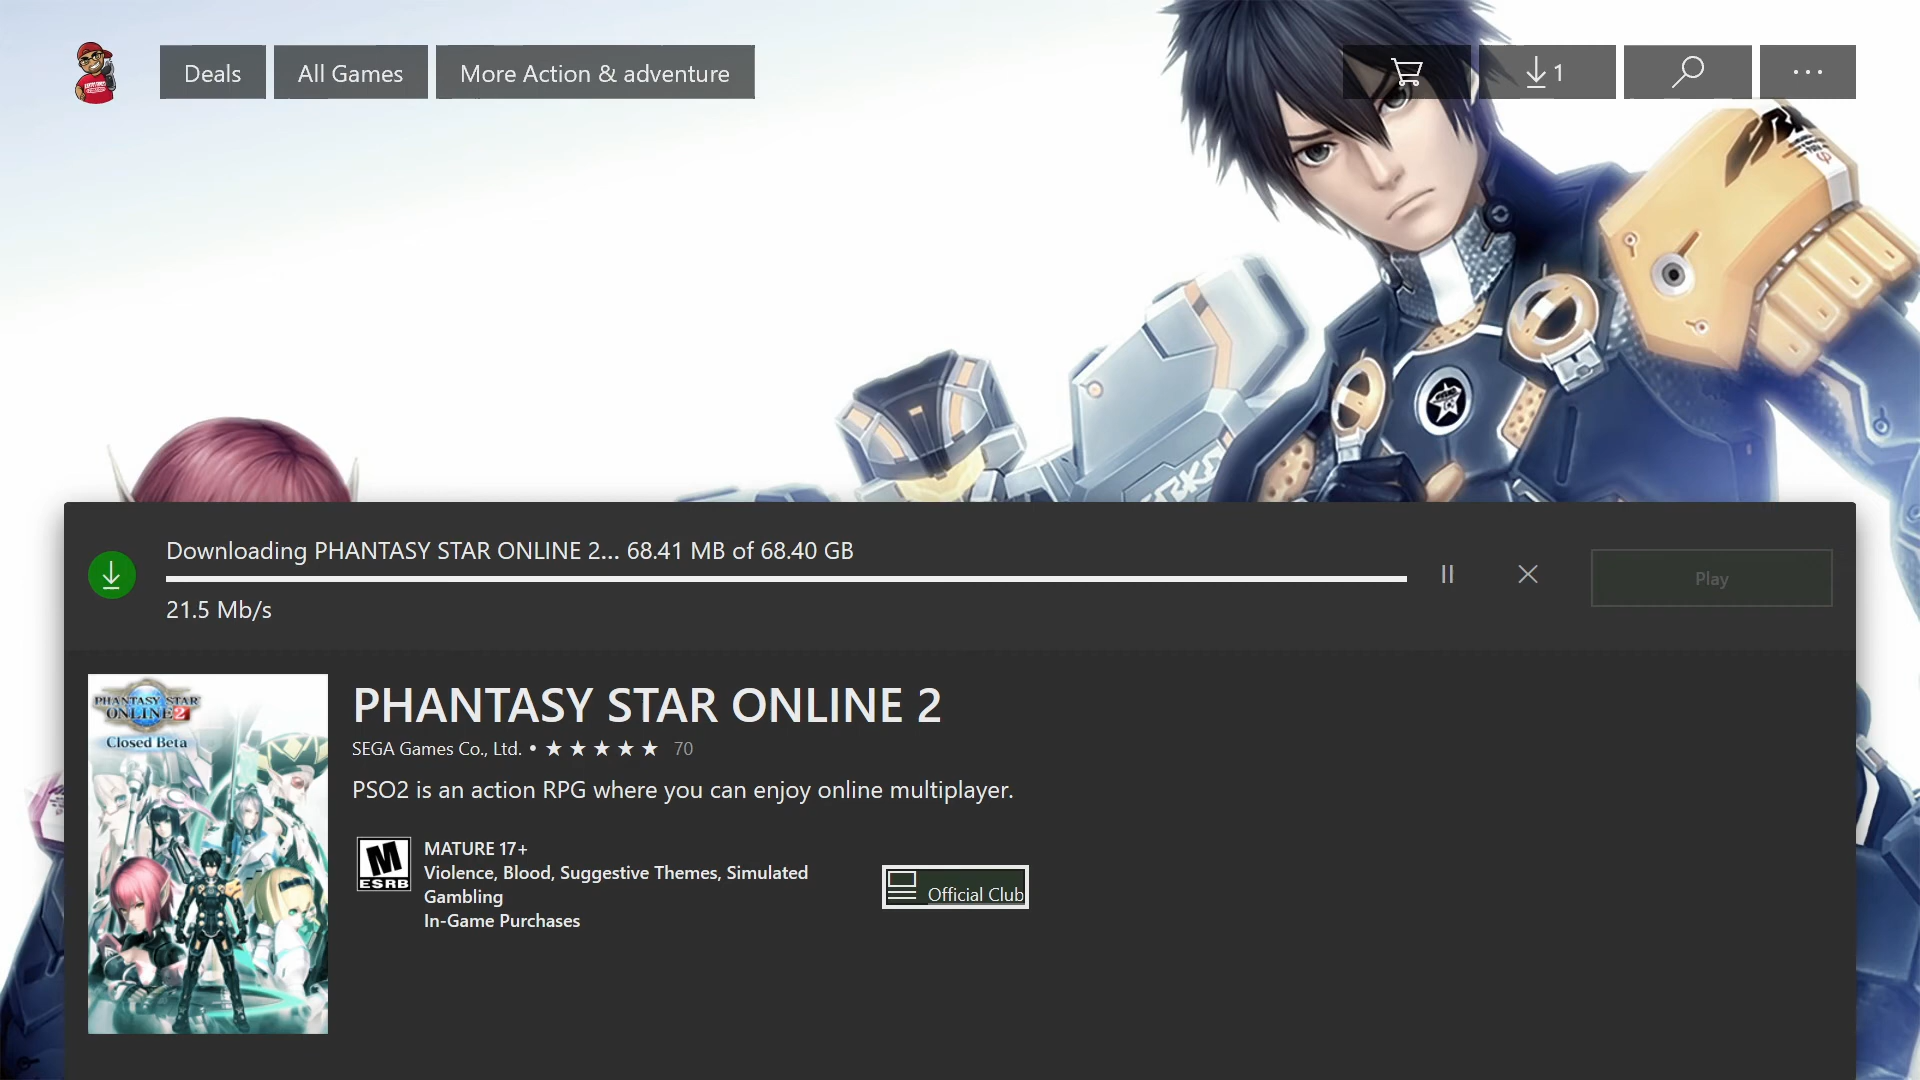 Deals
All Games
More Action & adventure
1
Downloading PHANTASY STAR ONLINE 2... 68.41 MB of 68.40 GB
21.5 Mb/s
Play
PHANTASY STAR
ONLINE 2
Closed Beta
PHANTASY STAR ONLINE 2
SEGA Games Co., Ltd. • ★ ★ ★ ★ ★ 70
PSO2 is an action RPG where you can enjoy online multiplayer.
M
ESRB
MATURE 17+
Violence, Blood, Suggestive Themes, Simulated
Gambling
In-Game Purchases
Official Club